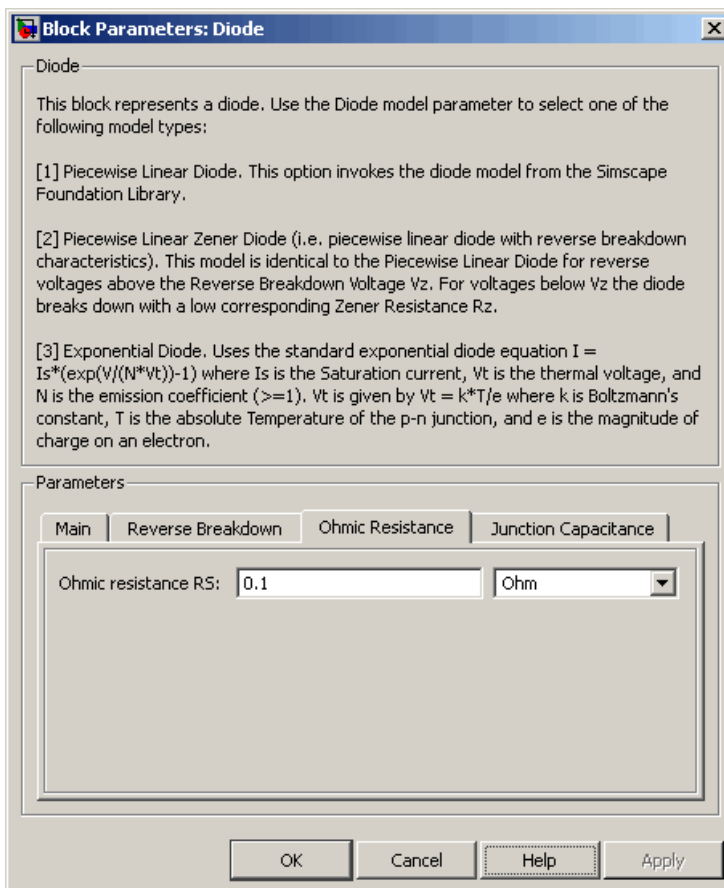 Block Parameters: Diode
Diode
This block represents a diode. Use the Diode model parameter to select one of the
following model types:
[1] Piecewise Linear Diode. This option invokes the diode model from the Simscape
Foundation Library.
[2] Piecewise Linear Zener Diode (i.e. piecewise linear diode with reverse breakdown
characteristics). This model is identical to the Piecewise Linear Diode for reverse
voltages above the Reverse Breakdown Voltage Vz. For voltages below Vz the diode
breaks down with a low corresponding Zener Resistance Rz.
[3] Exponential Diode. Uses the standard exponential diode equation I =
Is*(exp(V/(N*Vt))-1) where Is is the Saturation current, Vt is the thermal voltage, and
N is the emission coefficient (>=1). Vt is given by Vt = k*T/e where k is Boltzmann's
constant, T is the absolute Temperature of the p-n junction, and e is the magnitude of
charge on an electron.
Parameters
Main Reverse Breakdown Ohmic Resistance Junction Capacitance
Ohmic resistance RS: 0.1 Ohm
OK Cancel Help Apply